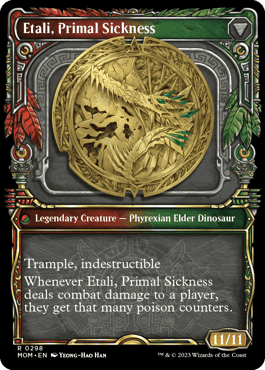 Etali, Primal Sickness
Legendary Creature — Phyrexian Elder Dinosaur
Trample, indestructible
Whenever Etali, Primal Sickness
deals combat damage to a player,
they get that many poison counters.
11/11
R 0298
MOM • EN Yeong-Hao Han
™ & © 2023 Wizards of the Coast